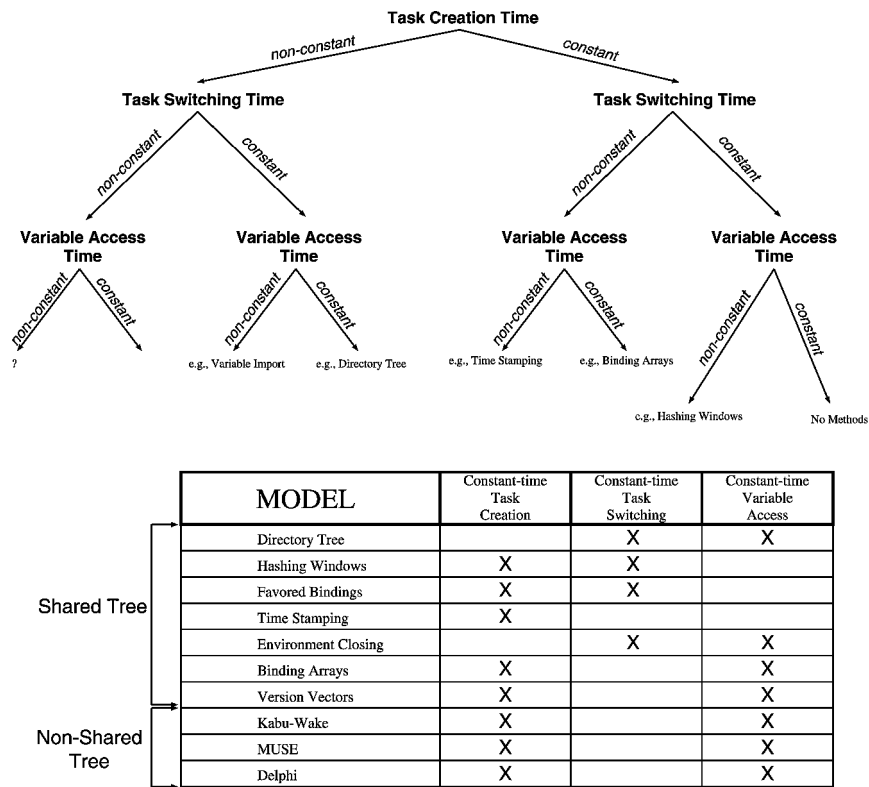 Task Creation Time
non-constant
constant
Task Switching Time
Task Switching Time
non-constant
constant
non-constant
constant
Variable Access
Time
Variable Access
Time
Variable Access
Time
Variable Access
Time
non-constant
constant
non-constant
constant
non-constant
constant
non-constant
constant
?
e.g., Variable Import
e.g., Directory Tree
e.g., Time Stamping
e.g., Binding Arrays
e.g., Hashing Windows
No Methods
MODEL
Constant-time
Task
Creation
Constant-time
Task
Switching
Constant-time
Variable
Access
Shared Tree
Directory Tree X X
Hashing Windows X X
Favored Bindings X X
Time Stamping X
Environment Closing X X
Binding Arrays X X
Version Vectors X X
Non-Shared
Tree
Kabu-Wake X X
MUSE X X
Delphi X X